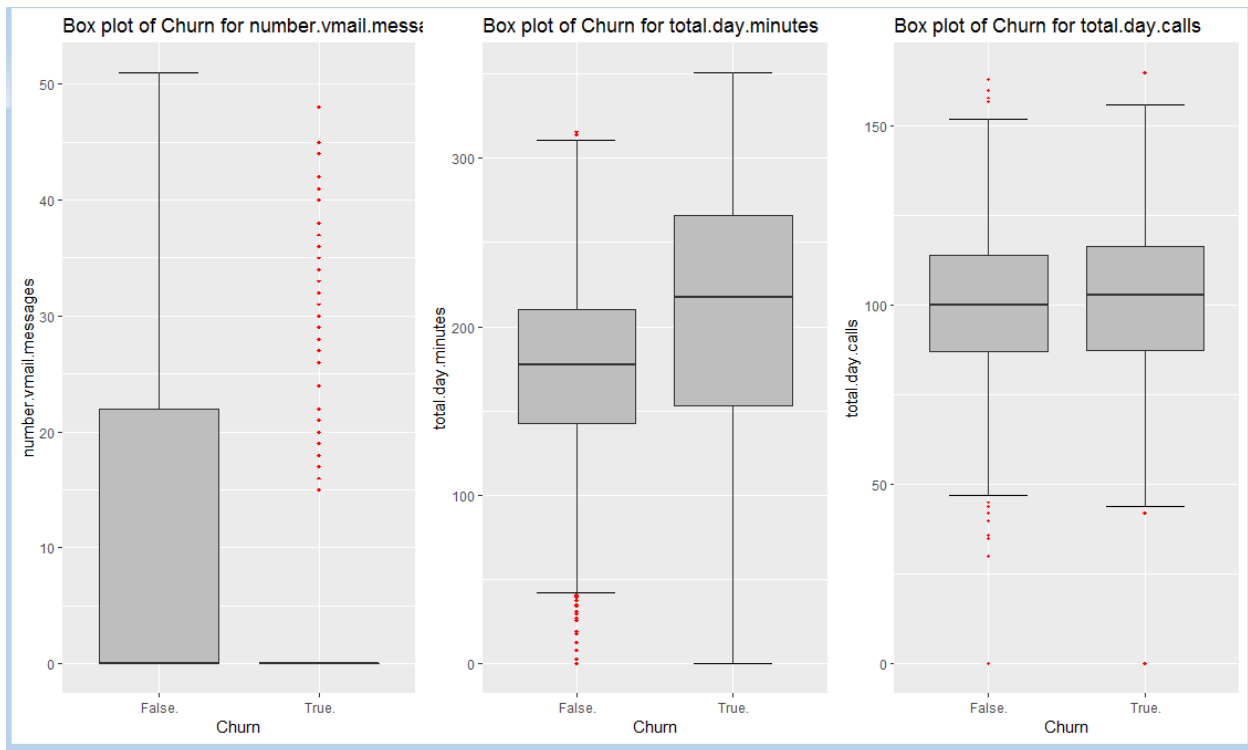 Box plot of Churn for number.vmail.messa
number.vmail.messages
50
40
30
20
10
0
False.
True.
Churn
Box plot of Churn for total.day.minutes
total.day.minutes
300
200
100
0
False.
True.
Churn
Box plot of Churn for total.day.calls
total.day.calls
150
100
50
0
False.
True.
Churn